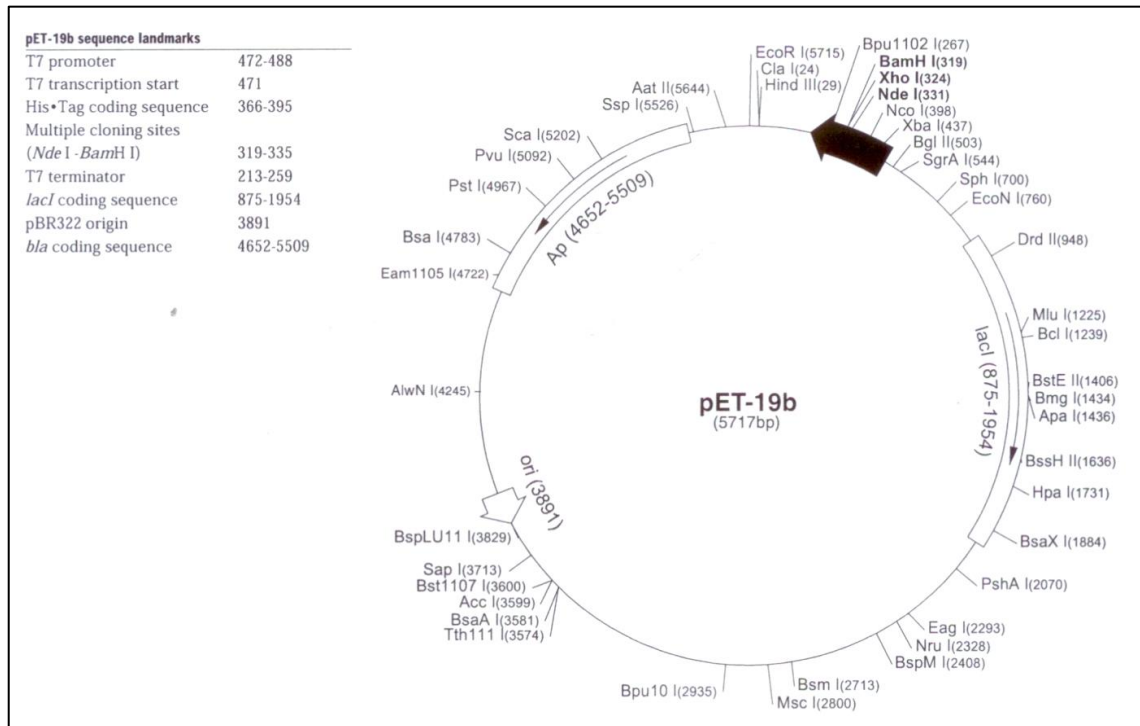 pET-19b sequence landmarks
T7 promoter 472-488
T7 transcription start 471
His•Tag coding sequence 366-395
Multiple cloning sites
(Nde I -BamH I) 319-335
T7 terminator 213-259
lacI coding sequence 875-1954
pBR322 origin 3891
bla coding sequence 4652-5509
EcoR I(5715)
Cla I(24)
Hind III(29)
Bpu1102 I(267)
BamH I(319)
Xho I(324)
Nde I(331)
Nco I(398)
Xba I(437)
Bgl II(503)
SgrA I(544)
Sph I(700)
EcoN I(760)
Drd II(948)
Mlu I(1225)
Bcl I(1239)
BstE II(1406)
Bmg I(1434)
Apa I(1436)
BssH II(1636)
Hpa I(1731)
BsaX I(1884)
PshA I(2070)
Eag I(2293)
Nru I(2328)
BspM I(2408)
Bsm I(2713)
Msc I(2800)
Bpu10 I(2935)
Tth111 I(3574)
BsaA I(3581)
Acc I(3599)
Bst1107 I(3600)
Sap I(3713)
BspLU11 I(3829)
AlwN I(4245)
Eam1105 I(4722)
Bsa I(4783)
Pst I(4967)
Pvu I(5092)
Sca I(5202)
Ssp I(5526)
Aat II(5644)
Ap (4652-5509)
lacI (875-1954)
ori (3891)
pET-19b
(5717bp)